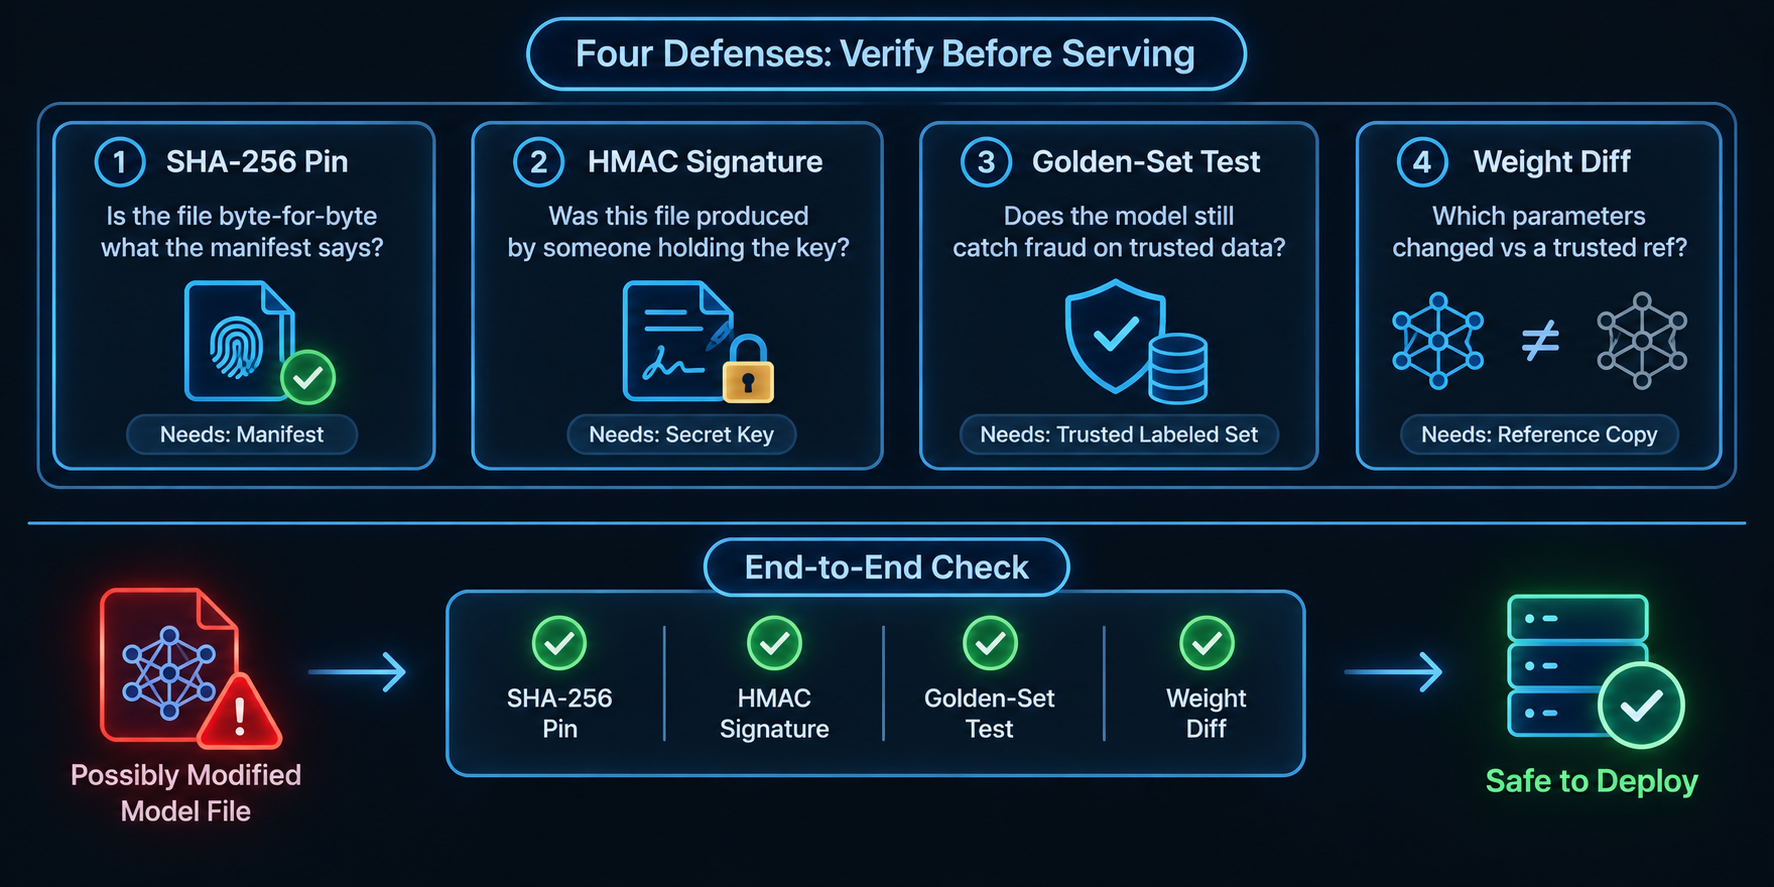 Four Defenses: Verify Before Serving
1 SHA-256 Pin
Is the file byte-for-byte
what the manifest says?
Needs: Manifest
2 HMAC Signature
Was this file produced
by someone holding the key?
Needs: Secret Key
3 Golden-Set Test
Does the model still
catch fraud on trusted data?
Needs: Trusted Labeled Set
4 Weight Diff
Which parameters
changed vs a trusted ref?
≠
Needs: Reference Copy
End-to-End Check
Possibly Modified
Model File
SHA-256
Pin
HMAC
Signature
Golden-Set
Test
Weight
Diff
Safe to Deploy